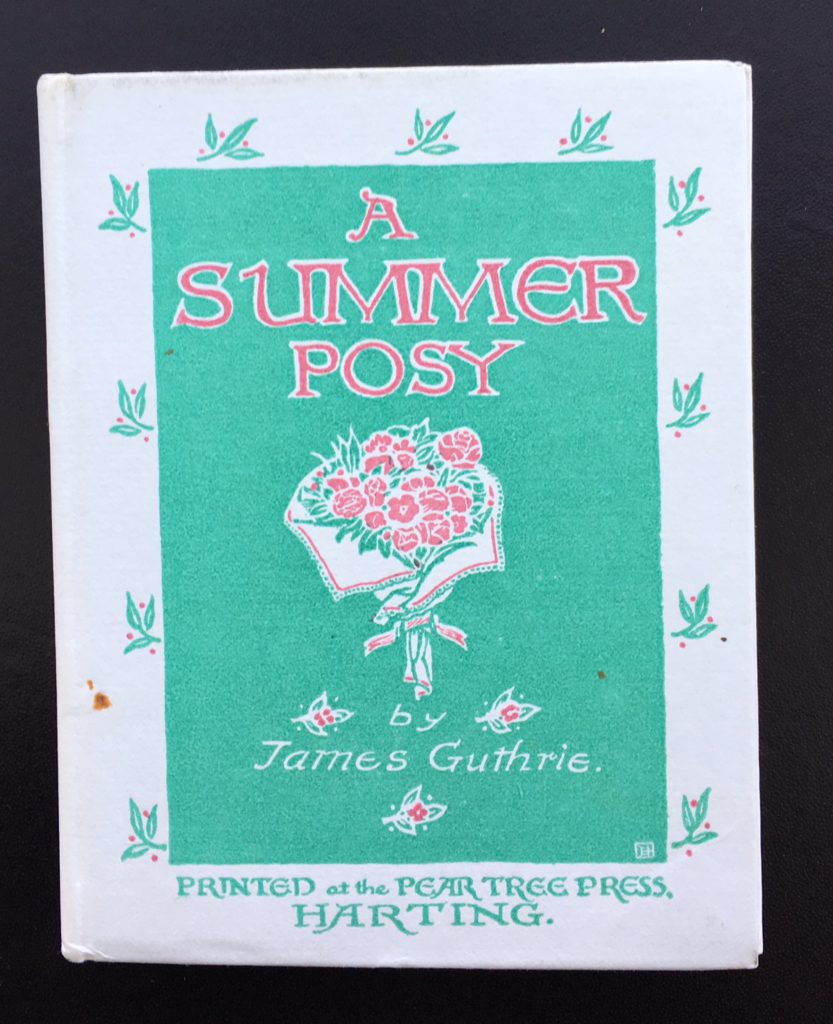 A
SUMMER
POSY
by
James Guthrie.
PRINTED at the PEAR TREE PRESS,
HARTING.